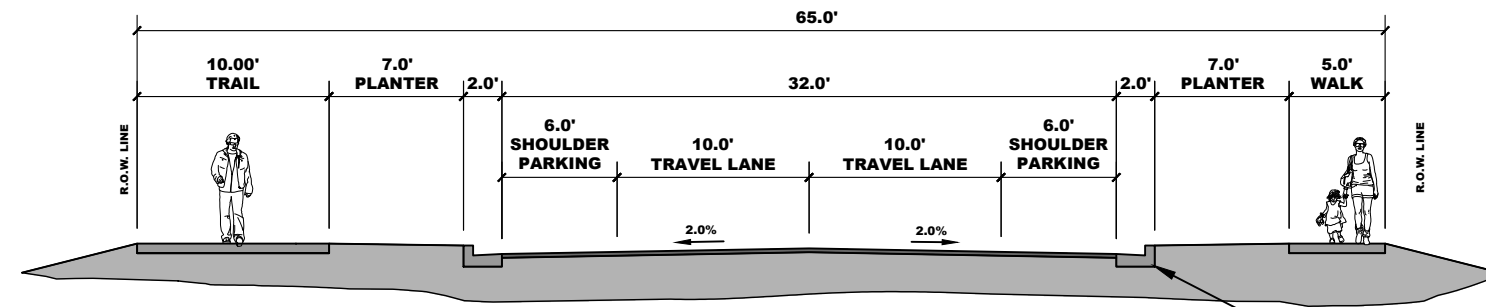 65.0'
10.00'
TRAIL
7.0'
PLANTER
2.0'
32.0'
2.0'
7.0'
PLANTER
5.0'
WALK
6.0'
SHOULDER
PARKING
10.0'
TRAVEL LANE
10.0'
TRAVEL LANE
6.0'
SHOULDER
PARKING
R.O.W. LINE
R.O.W. LINE
2.0%
2.0%